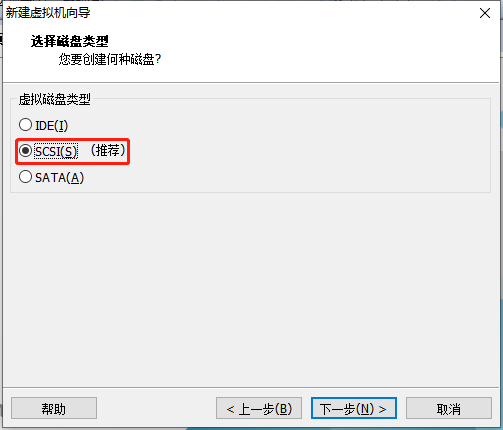 新建虚拟机向导
选择磁盘类型
您要创建何种磁盘?
虚拟磁盘类型
IDE(I)
SCSI(S) (推荐)
SATA(A)
帮助 < 上一步(B) 下一步(N) > 取消